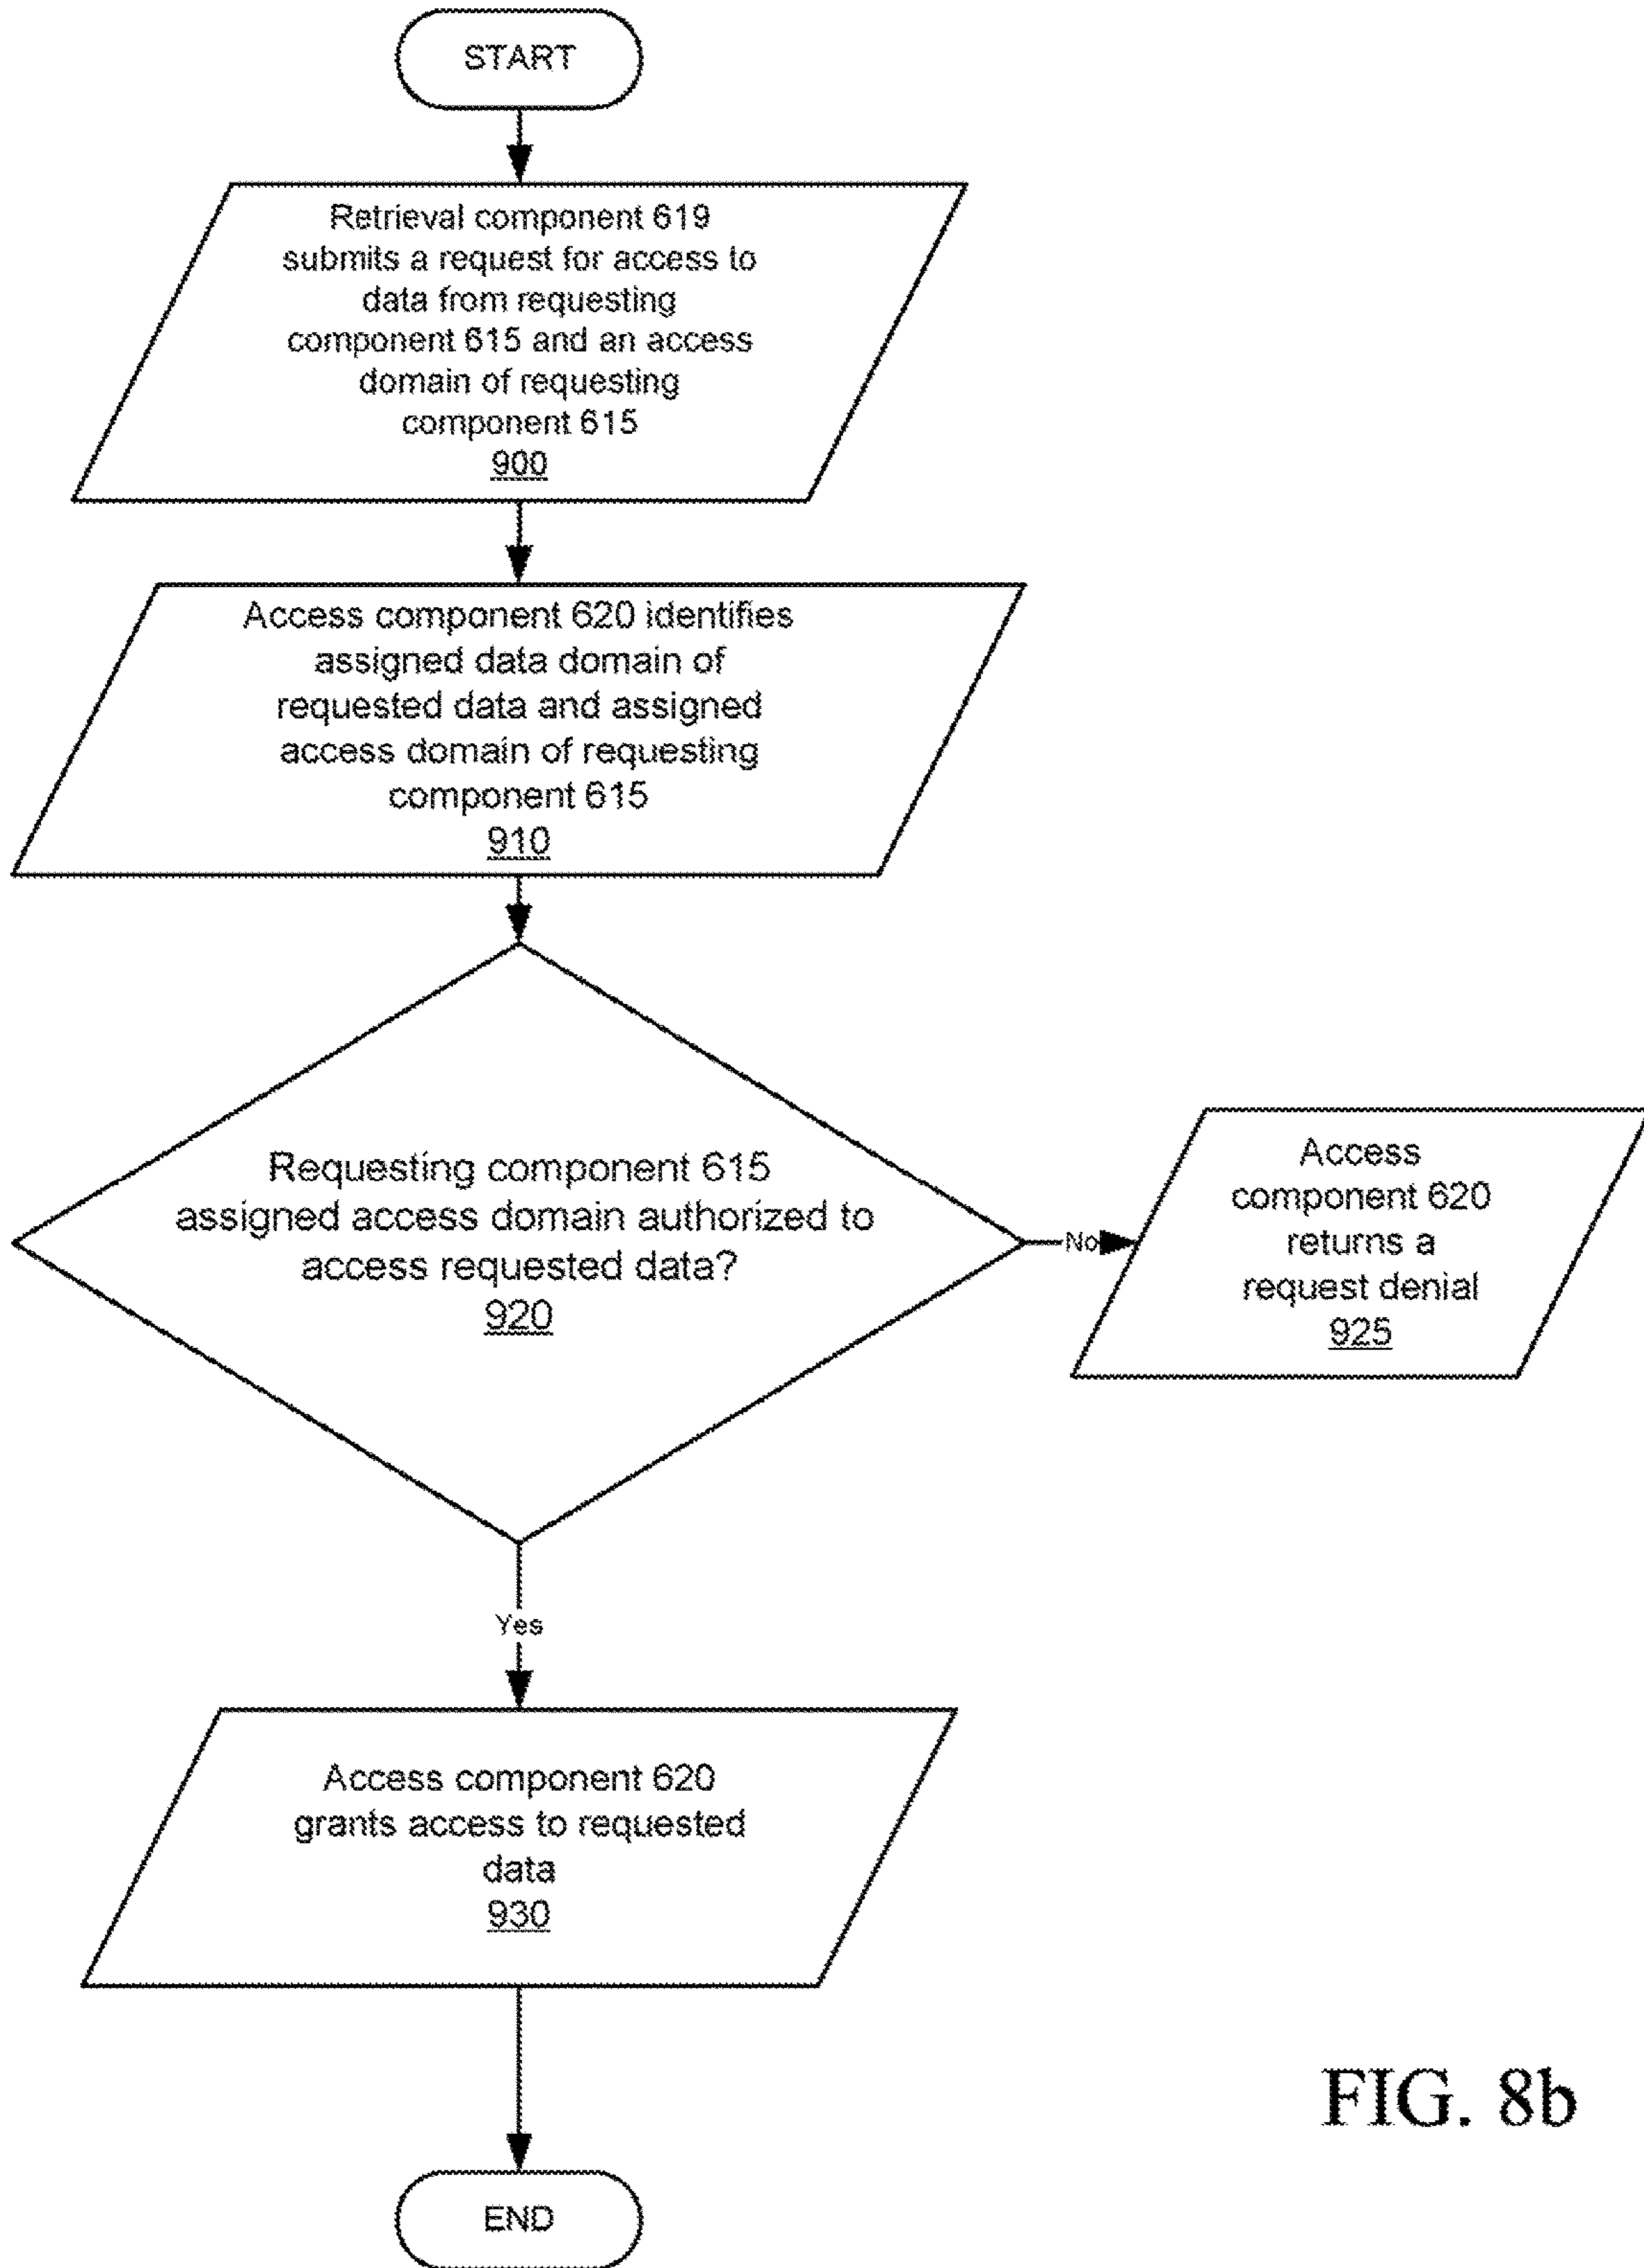 START
Retrieval component 619
submits a request for access to
data from requesting
component 615 and an access
domain of requesting
component 615
900
Access component 620 identifies
assigned data domain of
requested data and assigned
access domain of requesting
component 615
910
Requesting component 615
assigned access domain authorized to
access requested data?
920
No
Access
component 620
returns a
request denial
925
Yes
Access component 620
grants access to requested
data
930
END
FIG. 8b